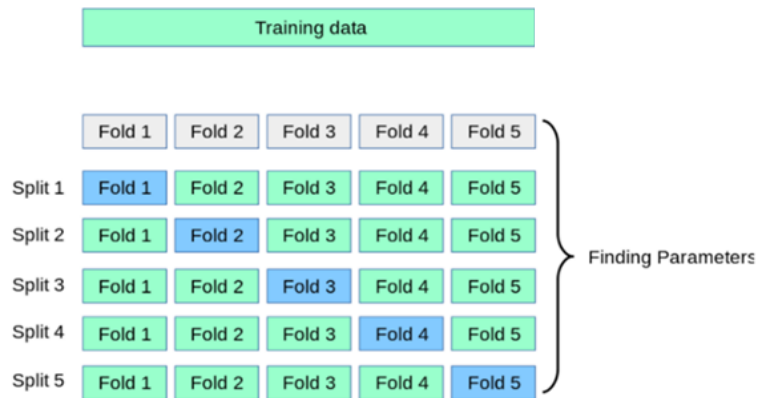 Training data
Fold 1 Fold 2 Fold 3 Fold 4 Fold 5
Split 1 Fold 1 Fold 2 Fold 3 Fold 4 Fold 5
Split 2 Fold 1 Fold 2 Fold 3 Fold 4 Fold 5
Finding Parameters
Split 3 Fold 1 Fold 2 Fold 3 Fold 4 Fold 5
Split 4 Fold 1 Fold 2 Fold 3 Fold 4 Fold 5
Split 5 Fold 1 Fold 2 Fold 3 Fold 4 Fold 5